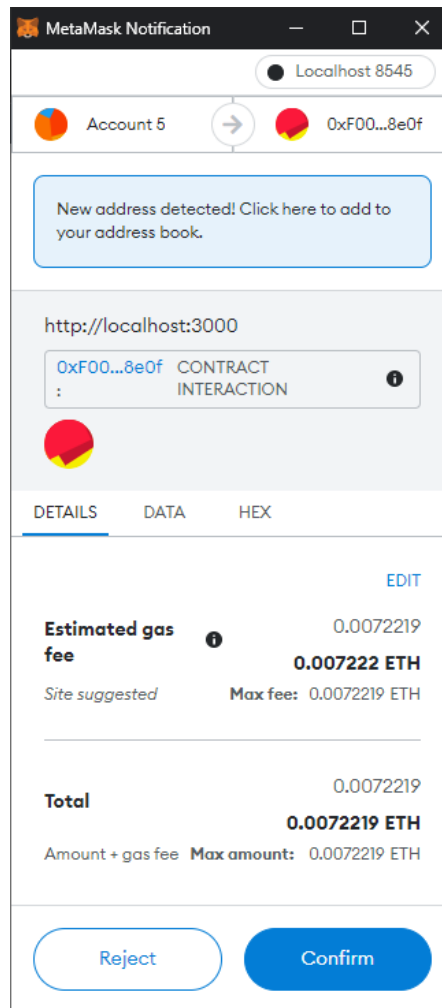 MetaMask Notification
Localhost 8545
Account 5 0xF00...8e0f
New address detected! Click here to add to
your address book.
http://localhost:3000
0xF00...8e0f CONTRACT
: INTERACTION
DETAILS DATA HEX
EDIT
0.0072219
Estimated gas
fee
0.007222 ETH
Site suggested Max fee: 0.0072219 ETH
0.0072219
Total
0.0072219 ETH
Amount + gas fee Max amount: 0.0072219 ETH
Reject Confirm